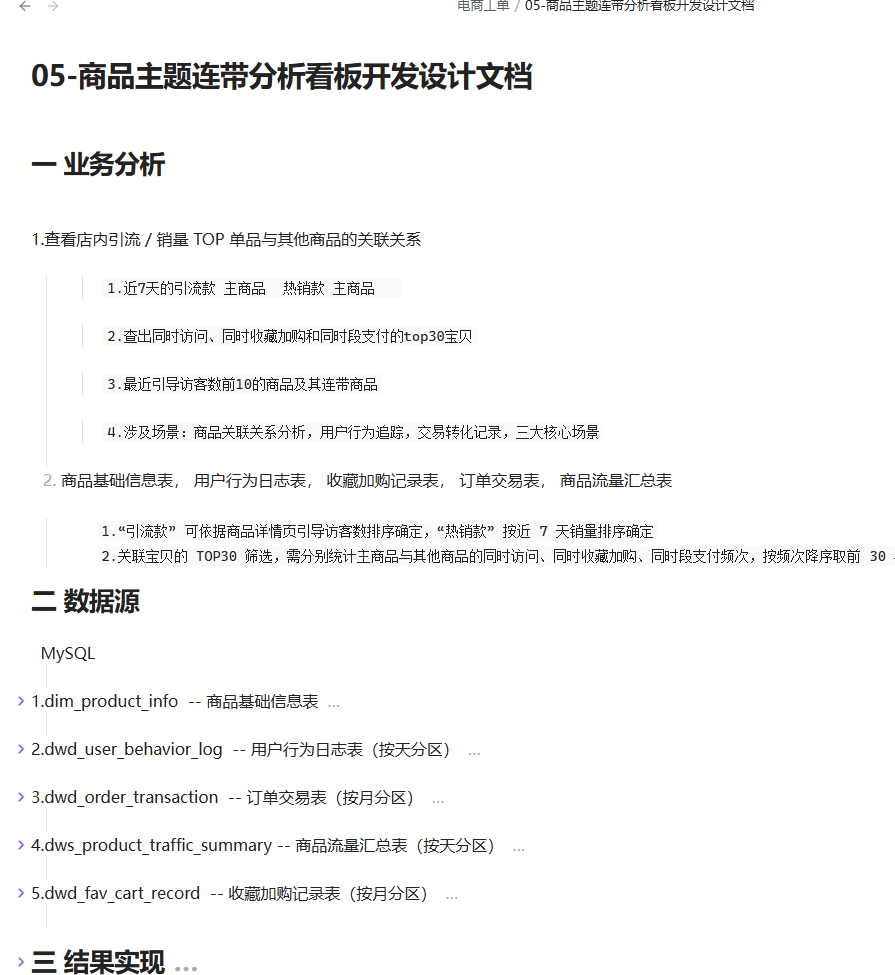 电商工单 / 05-商品主题连带分析看板开发设计文档
05-商品主题连带分析看板开发设计文档
一 业务分析
1.查看店内引流 / 销量 TOP 单品与其他商品的关联关系
1.近7天的引流款 主商品  热销款 主商品
2.查出同时访问、同时收藏加购和同时段支付的top30宝贝
3.最近引导访客数前10的商品及其连带商品
4.涉及场景：商品关联关系分析，用户行为追踪，交易转化记录，三大核心场景
2. 商品基础信息表， 用户行为日志表， 收藏加购记录表， 订单交易表， 商品流量汇总表
1.“引流款” 可依据商品详情页引导访客数排序确定，“热销款” 按近 7 天销量排序确定
2.关联宝贝的 TOP30 筛选，需分别统计主商品与其他商品的同时访问、同时收藏加购、同时段支付频次，按频次降序取前 30
二 数据源
MySQL
1.dim_product_info  -- 商品基础信息表 ...
2.dwd_user_behavior_log  -- 用户行为日志表（按天分区） ...
3.dwd_order_transaction  -- 订单交易表（按月分区） ...
4.dws_product_traffic_summary -- 商品流量汇总表（按天分区） ...
5.dwd_fav_cart_record  -- 收藏加购记录表（按月分区） ...
三 结果实现 ...